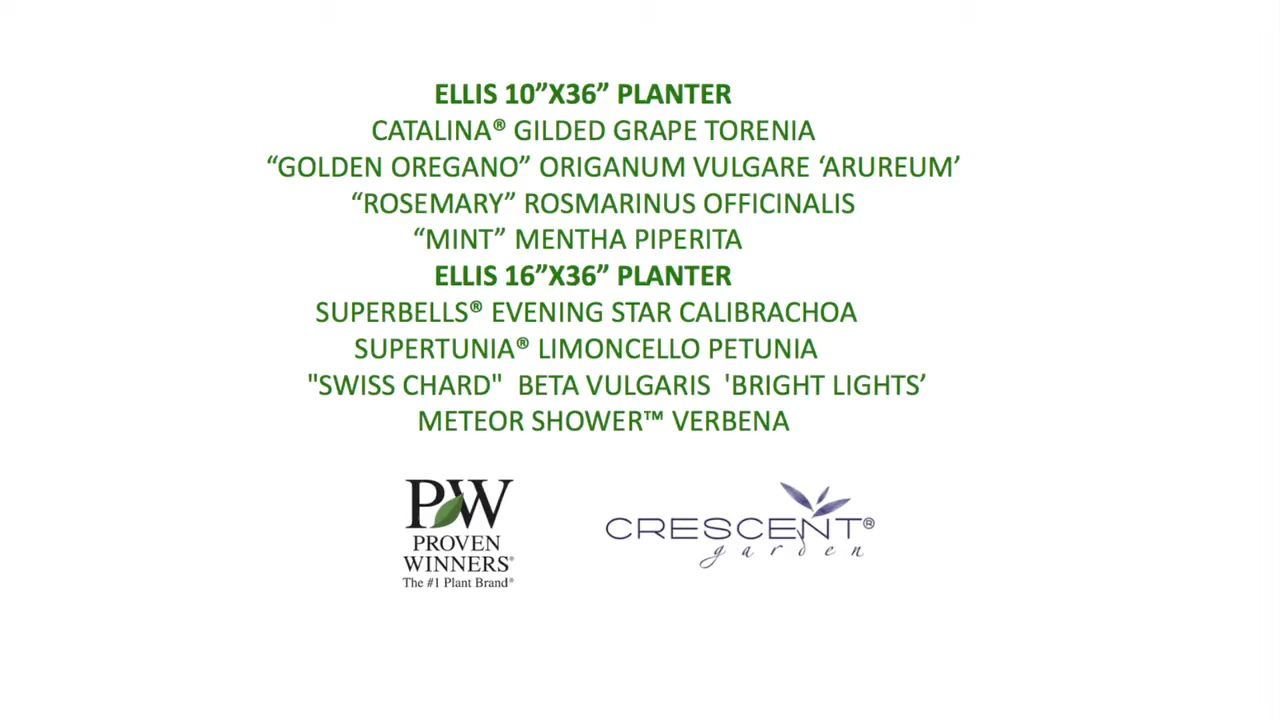 ELLIS 10”X36” PLANTER
CATALINA® GILDED GRAPE TORENIA
“GOLDEN OREGANO” ORIGANUM VULGARE ‘ARUREUM’
“ROSEMARY” ROSMARINUS OFFICINALIS
“MINT” MENTHA PIPERITA
ELLIS 16”X36” PLANTER
SUPERBELLS® EVENING STAR CALIBRACHOA
SUPERTUNIA® LIMONCELLO PETUNIA
"SWISS CHARD"  BETA VULGARIS  'BRIGHT LIGHTS’
METEOR SHOWER™ VERBENA
PW
PROVEN
WINNERS®
The #1 Plant Brand®
CRESCENT®
garden